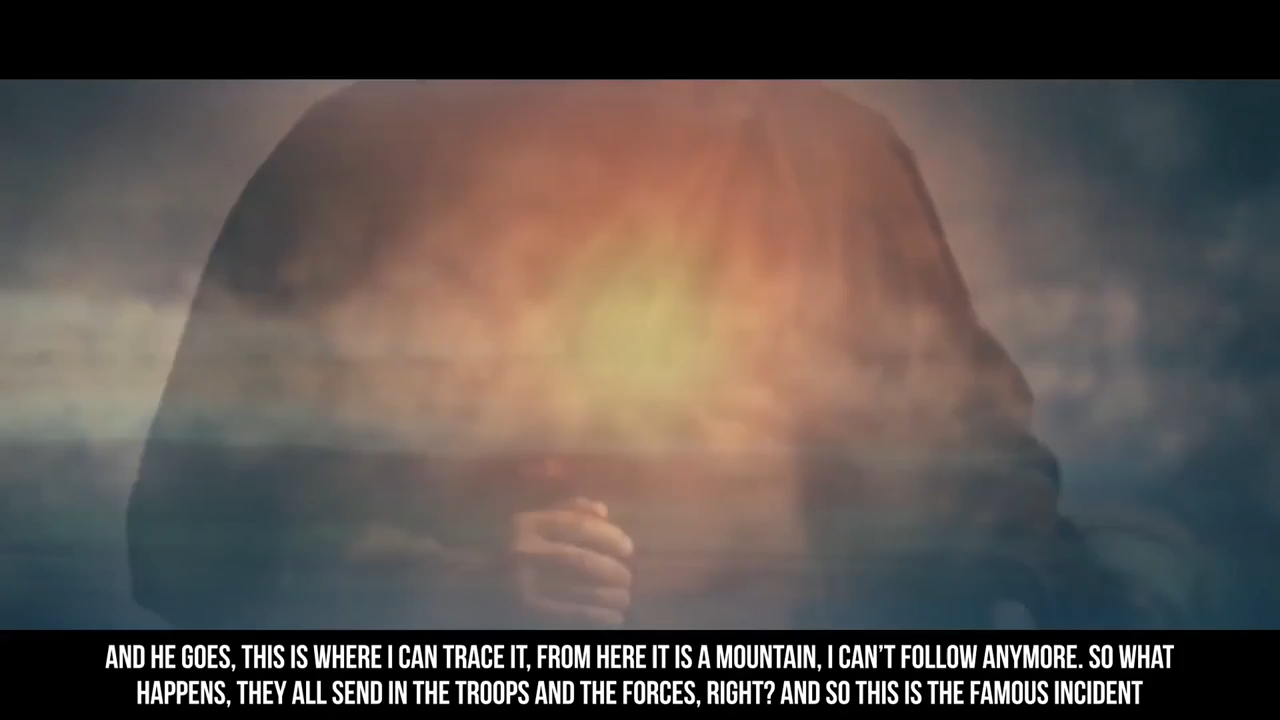 AND HE GOES, THIS IS WHERE I CAN TRACE IT, FROM HERE IT IS A MOUNTAIN, I CAN'T FOLLOW ANYMORE. SO WHAT
HAPPENS, THEY ALL SEND IN THE TROOPS AND THE FORCES, RIGHT? AND SO THIS IS THE FAMOUS INCIDENT